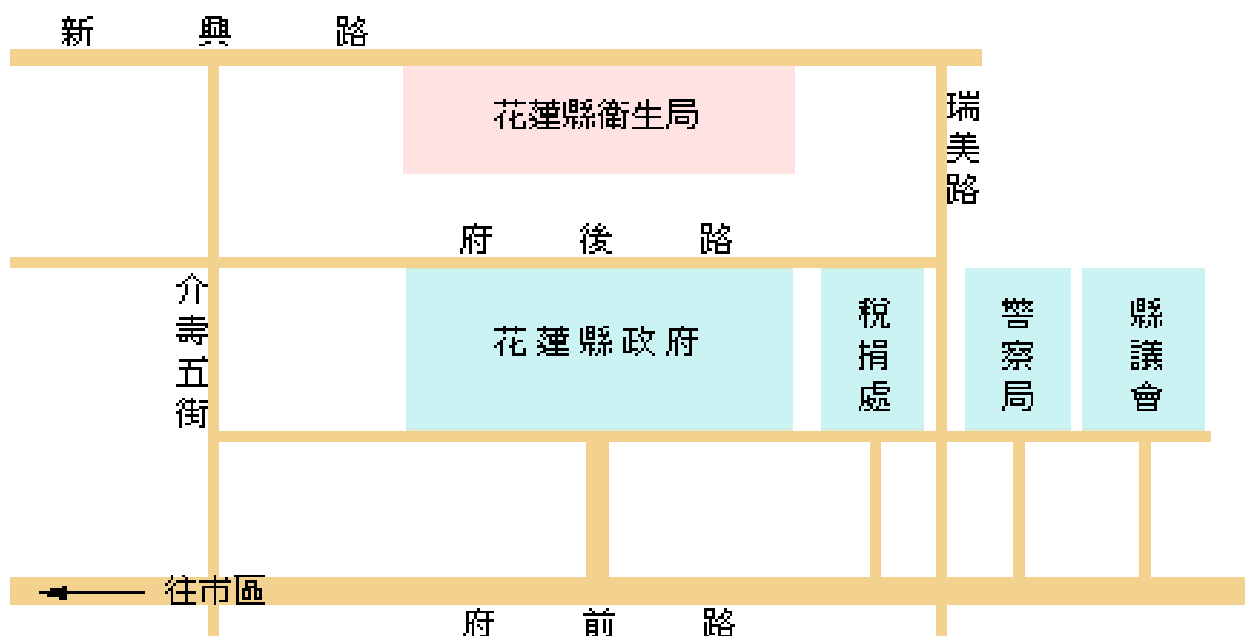 新興路
花蓮縣衛生局
瑞美路
府後路
介壽五街
花蓮縣政府
稅捐處
警察局
縣議會
往市區
府前路